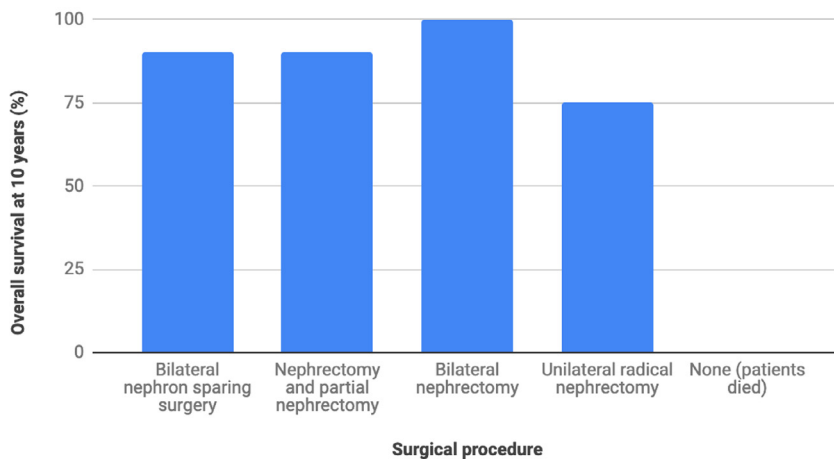 Overall survival at 10 years (%)
100
75
50
25
0
Bilateral
nephron sparing
surgery
Nephrectomy
and partial
nephrectomy
Bilateral
nephrectomy
Unilateral radical
nephrectomy
None (patients
died)
Surgical procedure